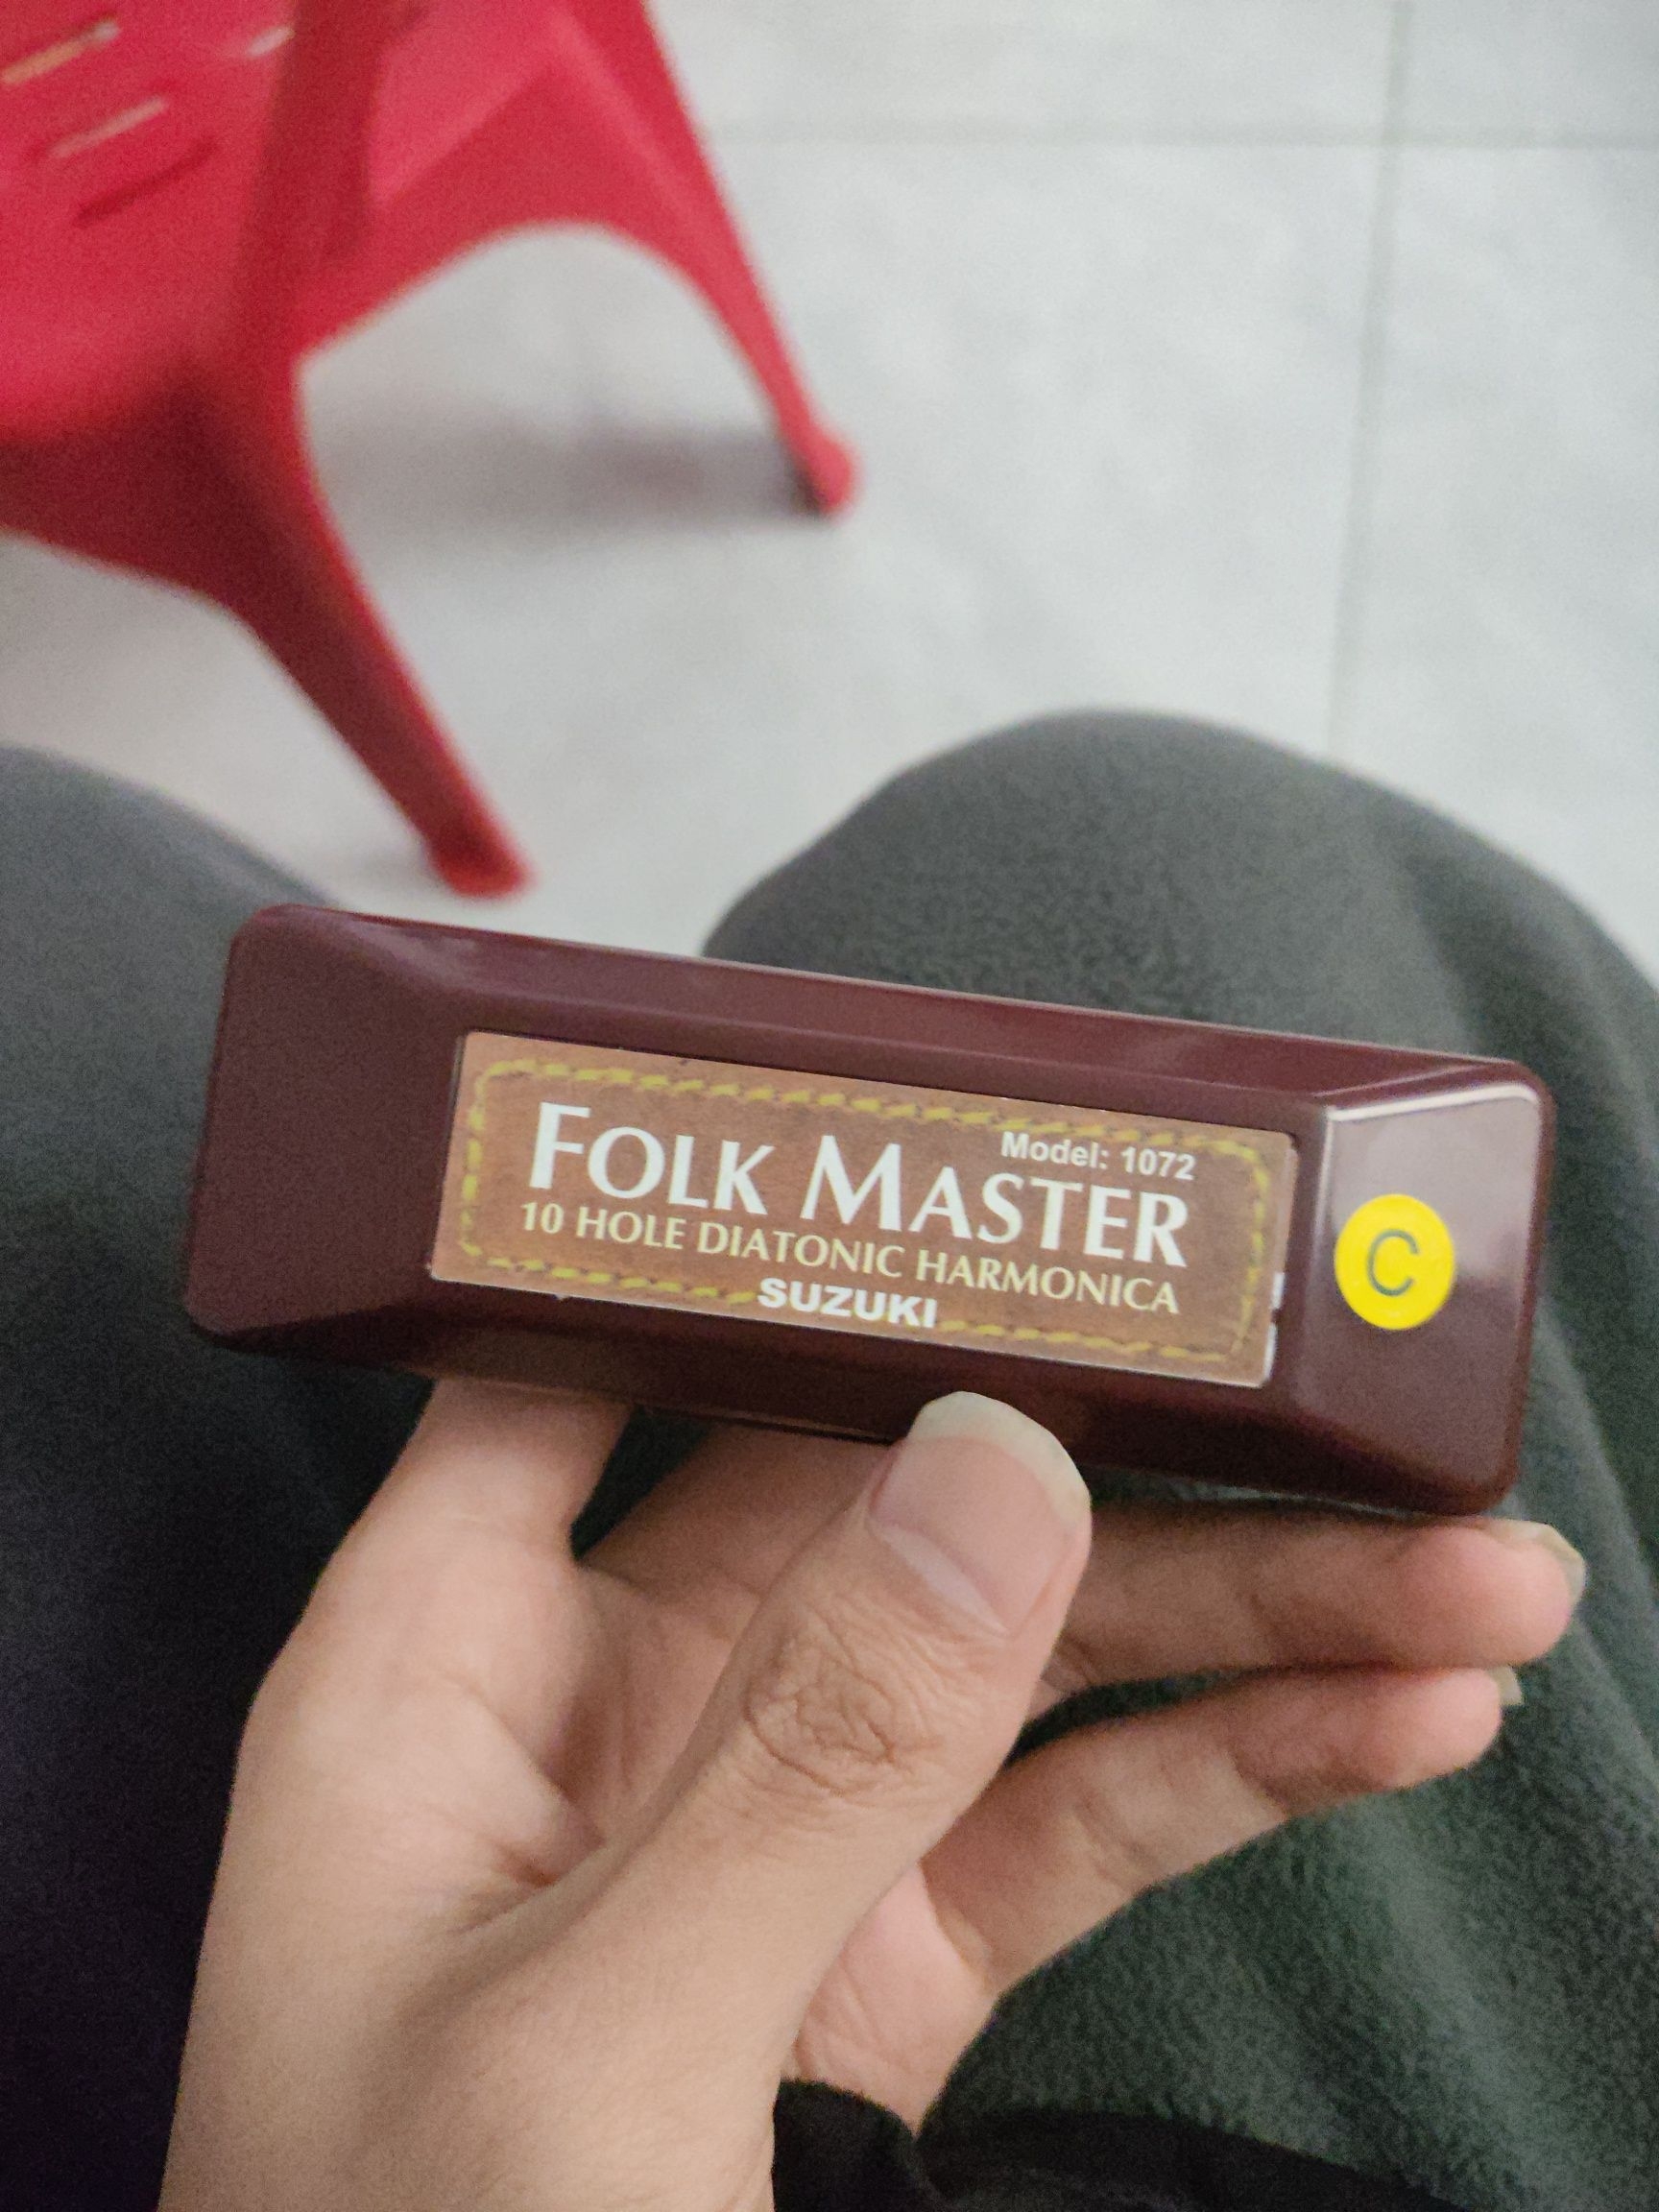 Model: 1072
FOLK MASTER
10 HOLE DIATONIC HARMONICA
SUZUKI
C